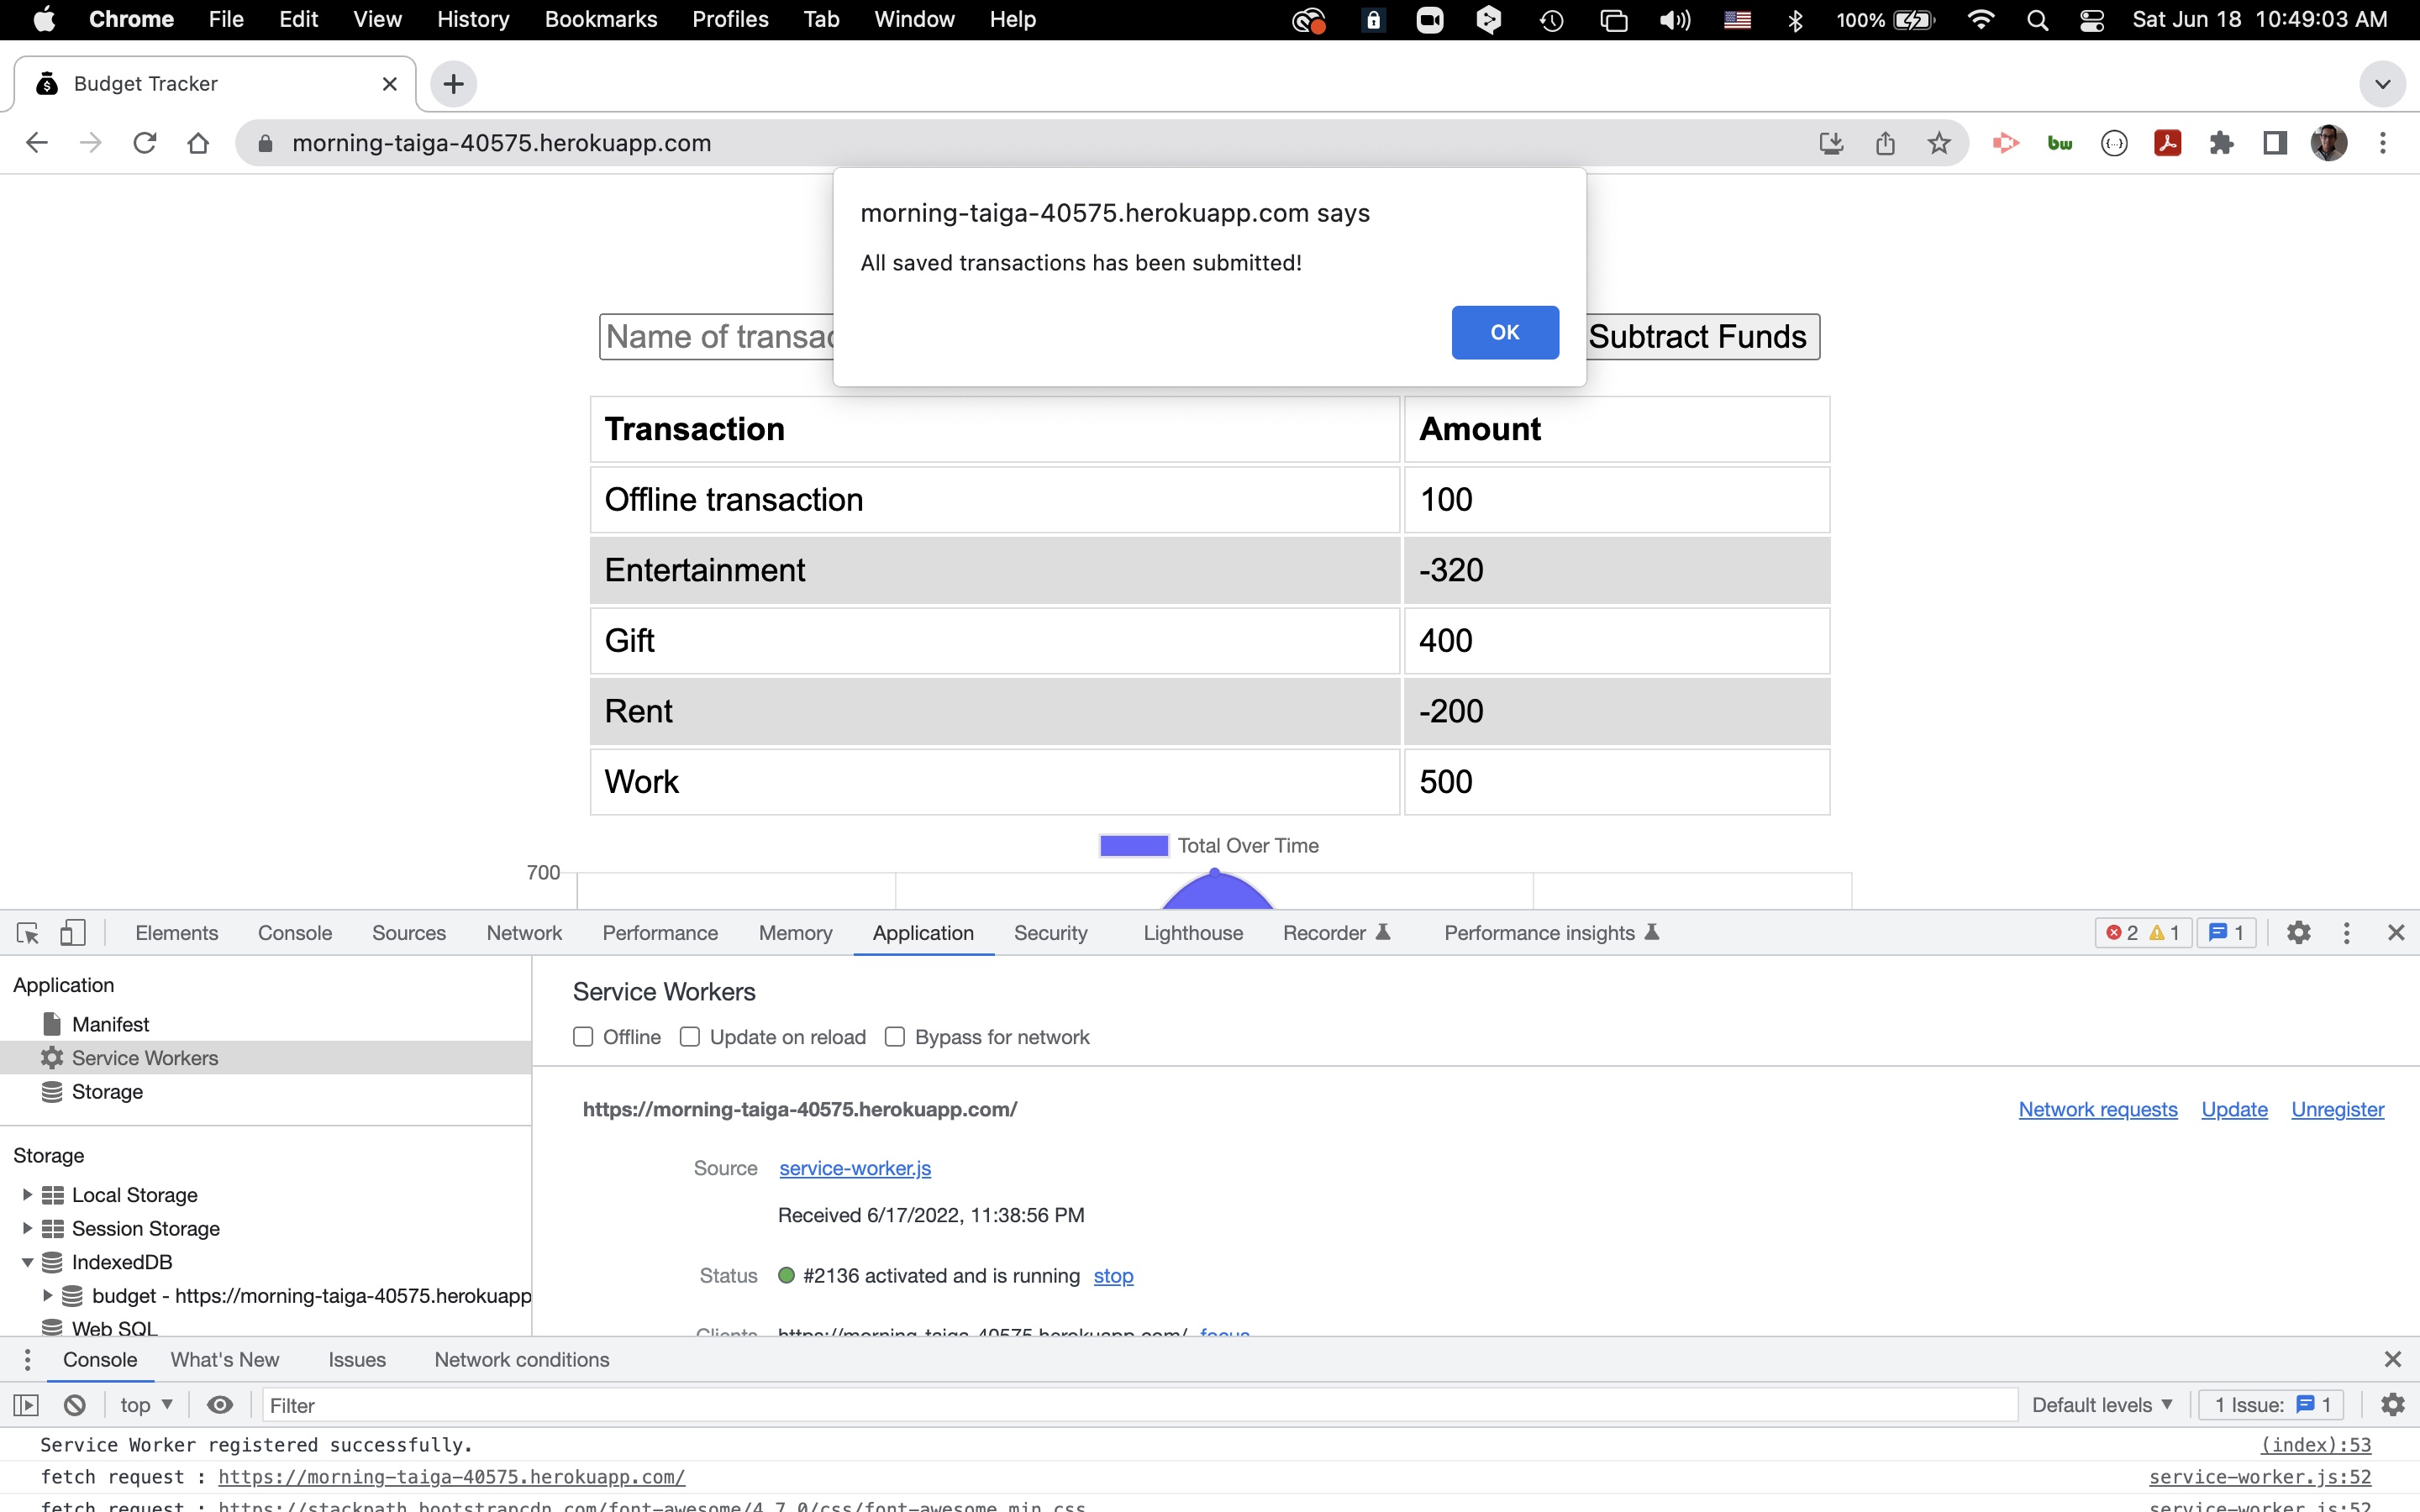 Chrome File Edit View History Bookmarks Profiles Tab Window Help 100% Sat Jun 18 10:49:03 AM
Budget Tracker
morning-taiga-40575.herokuapp.com
bw
morning-taiga-40575.herokuapp.com says
All saved transactions has been submitted!
OK
Name of transac
Subtract Funds
Transaction Amount
Offline transaction 100
Entertainment -320
Gift 400
Rent -200
Work 500
Total Over Time
700
Elements Console Sources Network Performance Memory Application Security Lighthouse Recorder Performance insights 2 1 1
Application
Manifest
Service Workers
Storage
Storage
Local Storage
Session Storage
IndexedDB
budget - https://morning-taiga-40575.herokuapp
Web SQL
Service Workers
Offline Update on reload Bypass for network
https://morning-taiga-40575.herokuapp.com/ Network requests Update Unregister
Source service-worker.js
Received 6/17/2022, 11:38:56 PM
Status #2136 activated and is running stop
Clients https://morning-taiga-40575.herokuapp.com/ focus
Console What's New Issues Network conditions
top Filter Default levels 1 Issue: 1
Service Worker registered successfully. (index):53
fetch request : https://morning-taiga-40575.herokuapp.com/ service-worker.js:52
fetch request : https://stackpath.bootstrapcdn.com/font-awesome/4.7.0/css/font-awesome.min.css service-worker.js:52